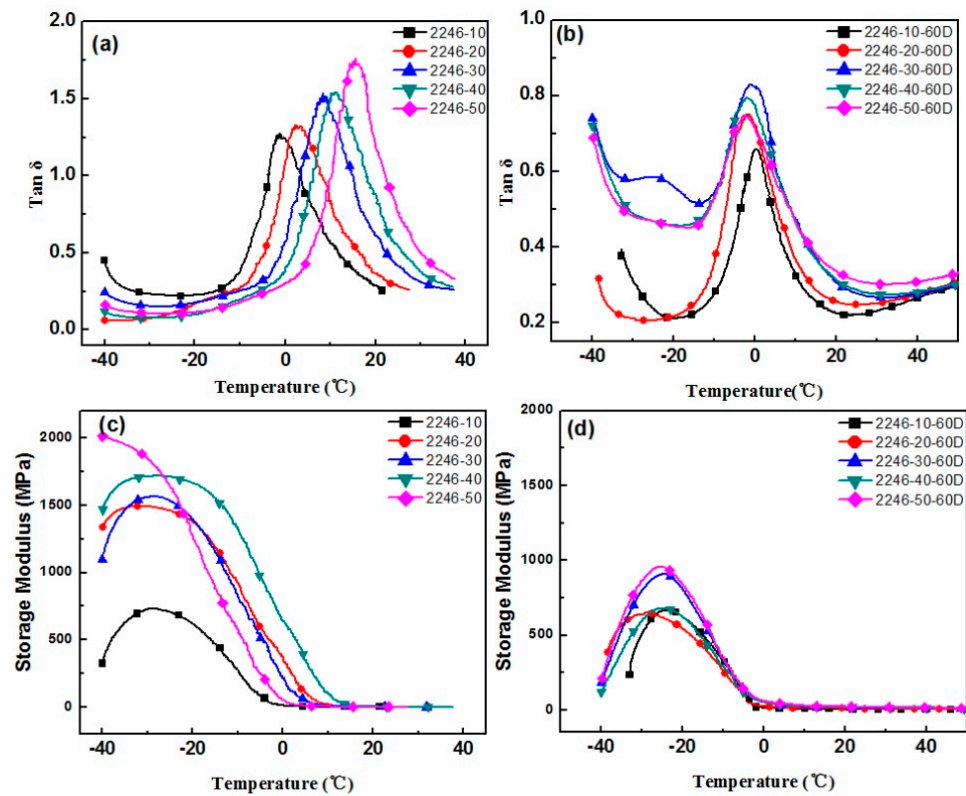 (a)
2246-10
2246-20
2246-30
2246-40
2246-50
Tan δ
2.0
1.5
1.0
0.5
0.0
-40 -20 0 20 40
Temperature (℃)
(b)
2246-10-60D
2246-20-60D
2246-30-60D
2246-40-60D
2246-50-60D
Tan δ
1.0
0.8
0.6
0.4
0.2
-40 -20 0 20 40
Temperature(℃)
(c)
2246-10
2246-20
2246-30
2246-40
2246-50
Storage Modulus (MPa)
2000
1500
1000
500
0
-40 -20 0 20 40
Temperature (℃)
(d)
2246-10-60D
2246-20-60D
2246-30-60D
2246-40-60D
2246-50-60D
Storage Modulus (MPa)
2000
1500
1000
500
0
-40 -20 0 20 40
Temperature (℃)